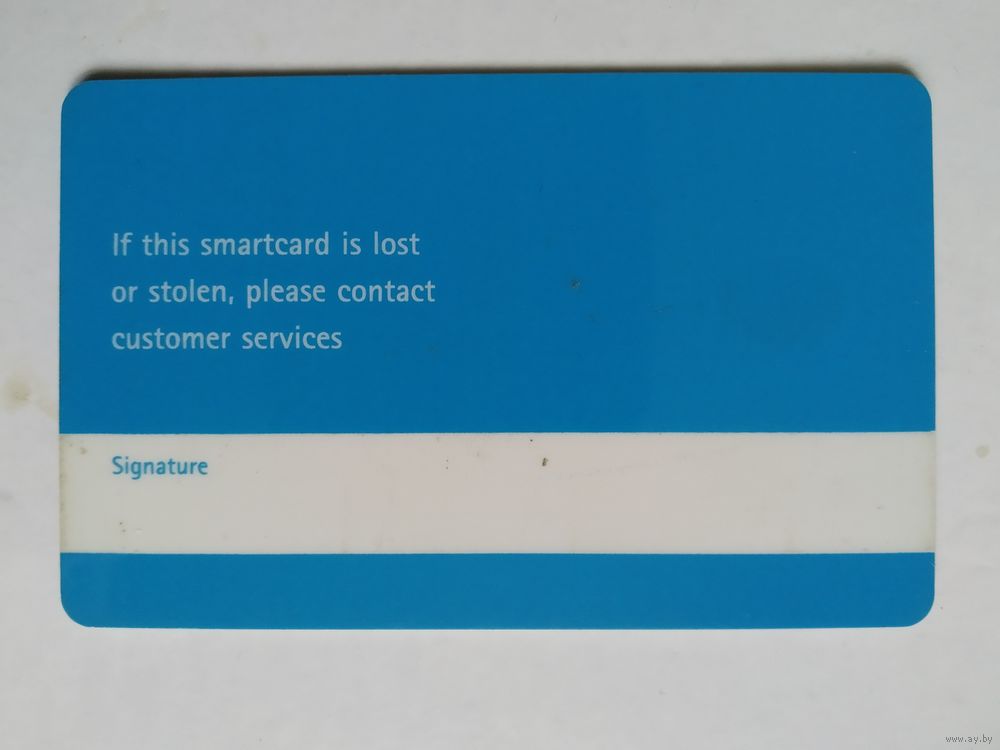 If this smartcard is lost
or stolen, please contact
customer services
Signature
www.ay.by